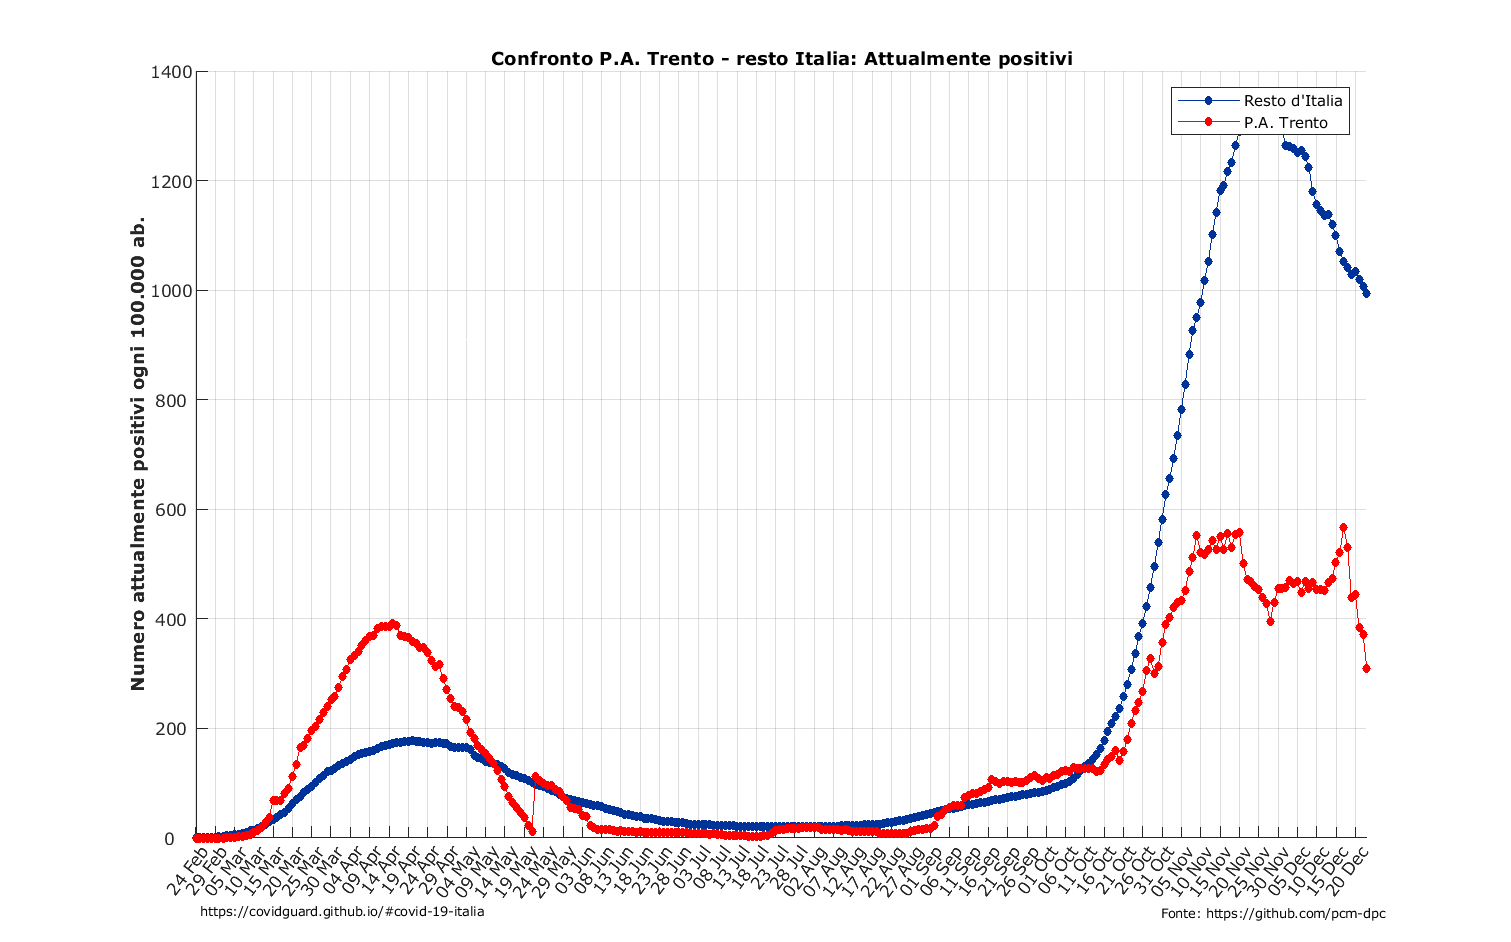 Confronto P.A. Trento - resto Italia: Attualmente positivi
1400
1200
1000
800
600
400
200
0
Numero attualmente positivi ogni 100.000 ab.
Resto d'Italia
P.A. Trento
24 Feb
29 Feb
05 Mar
10 Mar
15 Mar
20 Mar
25 Mar
30 Mar
04 Apr
09 Apr
14 Apr
19 Apr
24 Apr
29 Apr
04 May
09 May
14 May
19 May
24 May
29 May
03 Jun
08 Jun
13 Jun
18 Jun
23 Jun
28 Jun
03 Jul
08 Jul
13 Jul
18 Jul
23 Jul
28 Jul
02 Aug
07 Aug
12 Aug
17 Aug
22 Aug
27 Aug
01 Sep
06 Sep
11 Sep
16 Sep
21 Sep
26 Sep
01 Oct
06 Oct
11 Oct
16 Oct
21 Oct
26 Oct
31 Oct
05 Nov
10 Nov
15 Nov
20 Nov
25 Nov
30 Nov
05 Dec
10 Dec
15 Dec
20 Dec
https://covidguard.github.io/#covid-19-italia
Fonte: https://github.com/pcm-dpc